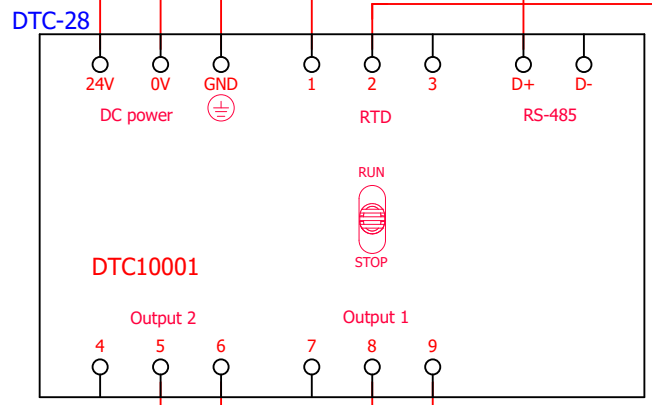 DTC-28
24V 0V GND 1 2 3 D+ D-
DC power RTD RS-485
RUN
STOP
DTC10001
Output 2 Output 1
4 5 6 7 8 9